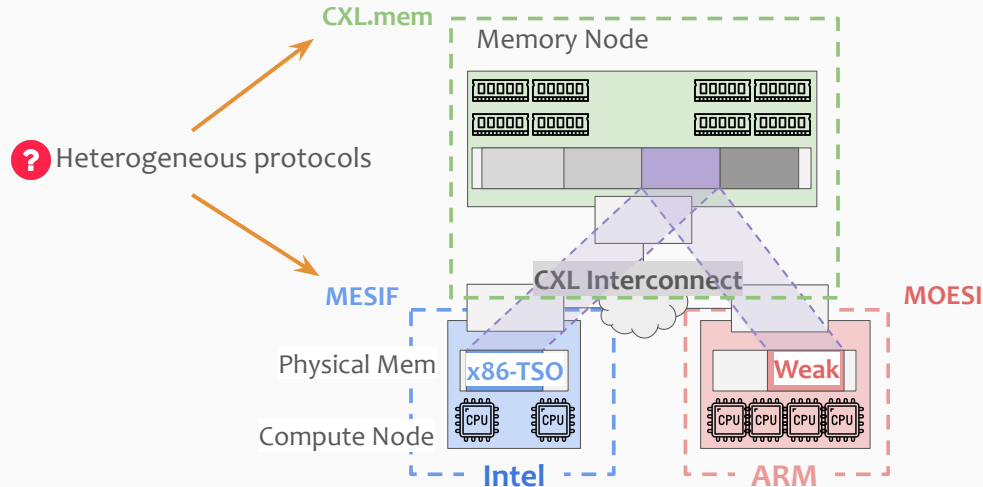 CXL.mem
Memory Node
? Heterogeneous protocols
CXL Interconnect
MESIF
MOESI
Physical Mem
x86-TSO
Weak
CPU
CPU
CPU
CPU
CPU
CPU
Compute Node
Intel
ARM